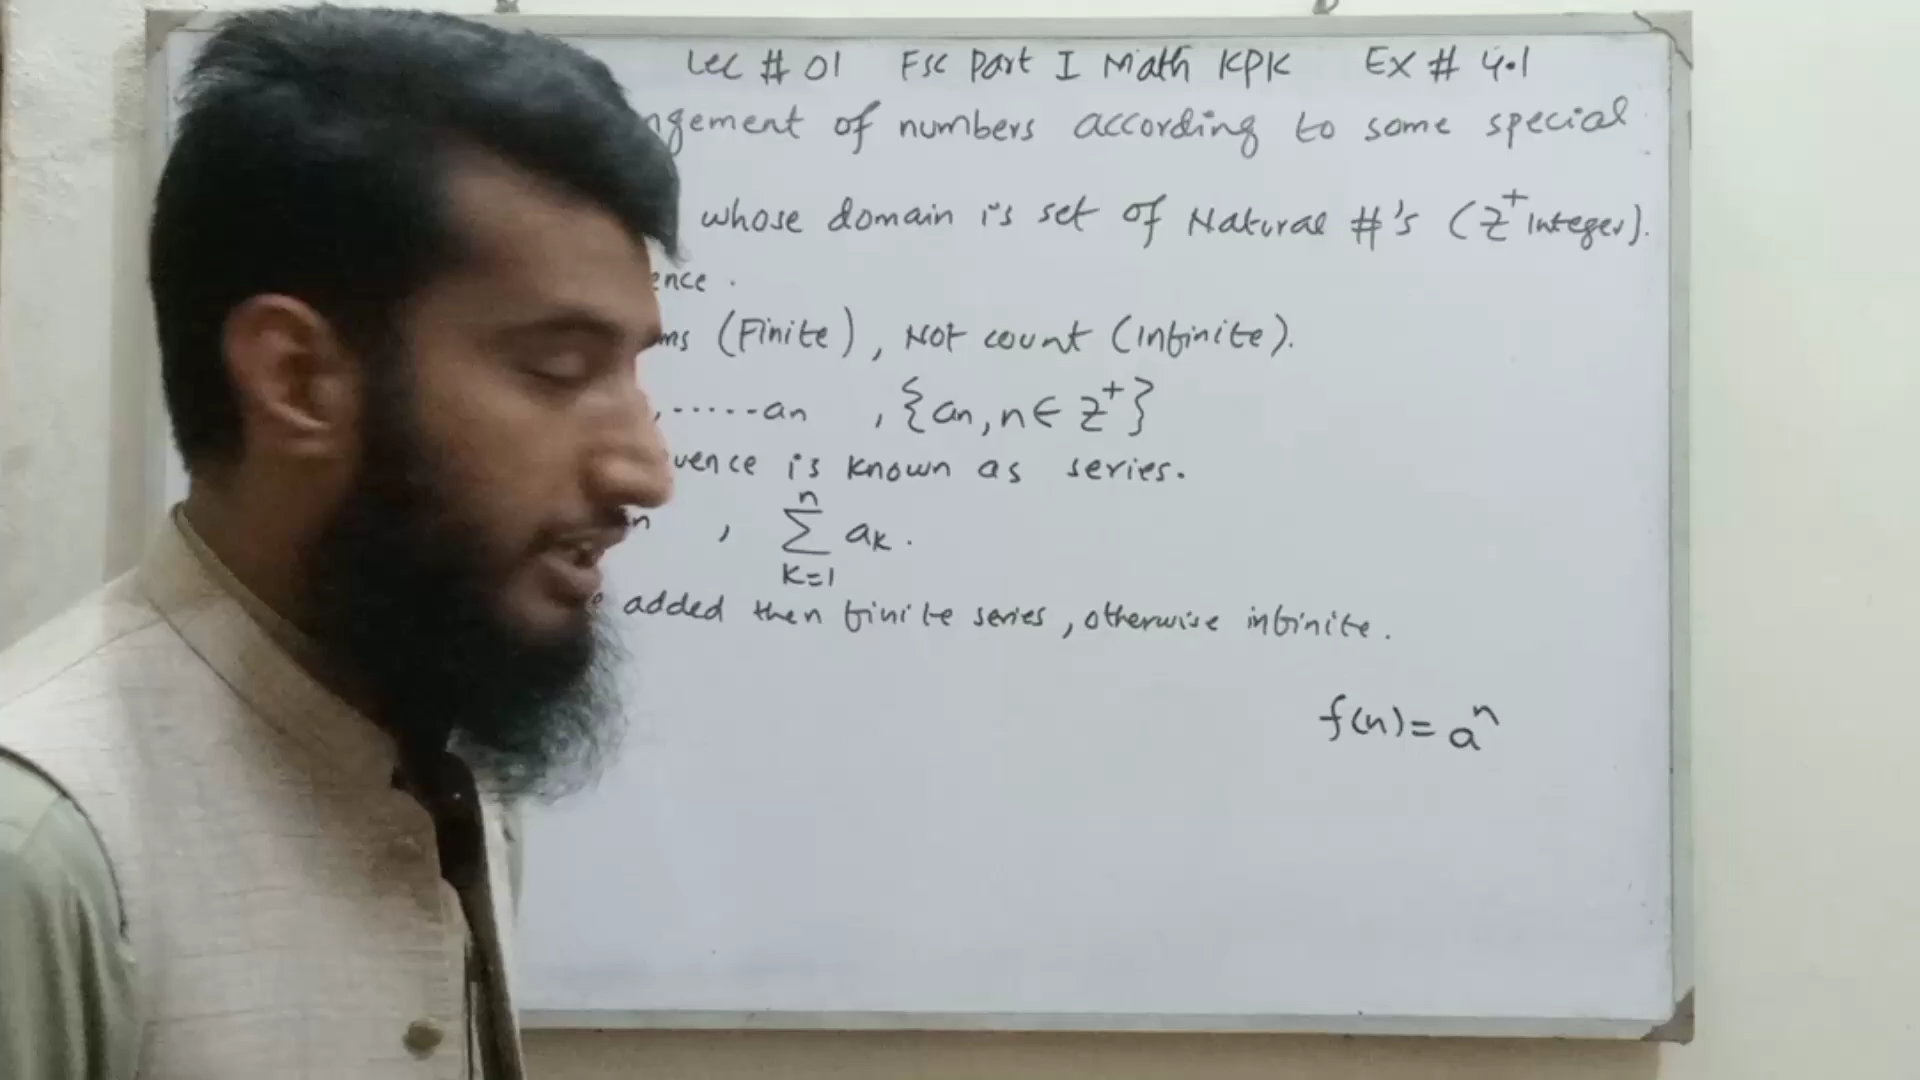 Lec # 01 FSC Part I Math KPK Ex # 4.1
ngement of numbers according to some special
whose domain is set of Natural #'s (Z⁺ Integer).
ence.
ms (Finite), Not count (Infinite).
,......an , {an, n ∈ Z⁺}
uence is known as series.
n , n∑k=1 ak.
added then finite series, otherwise infinite.
f(n) = aⁿ